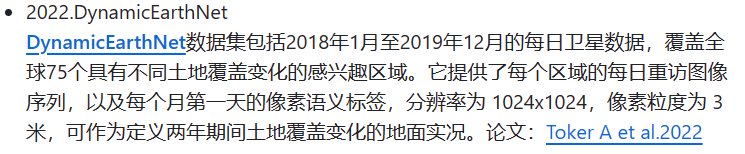 2022.DynamicEarthNet
DynamicEarthNet数据集包括2018年1月至2019年12月的每日卫星数据，覆盖全
球75个具有不同土地覆盖变化的感兴趣区域。它提供了每个区域的每日重访图像
序列，以及每个月第一天的像素语义标签，分辨率为 1024x1024，像素粒度为 3
米，可作为定义两年期间土地覆盖变化的地面实况。论文：Toker A et al.2022